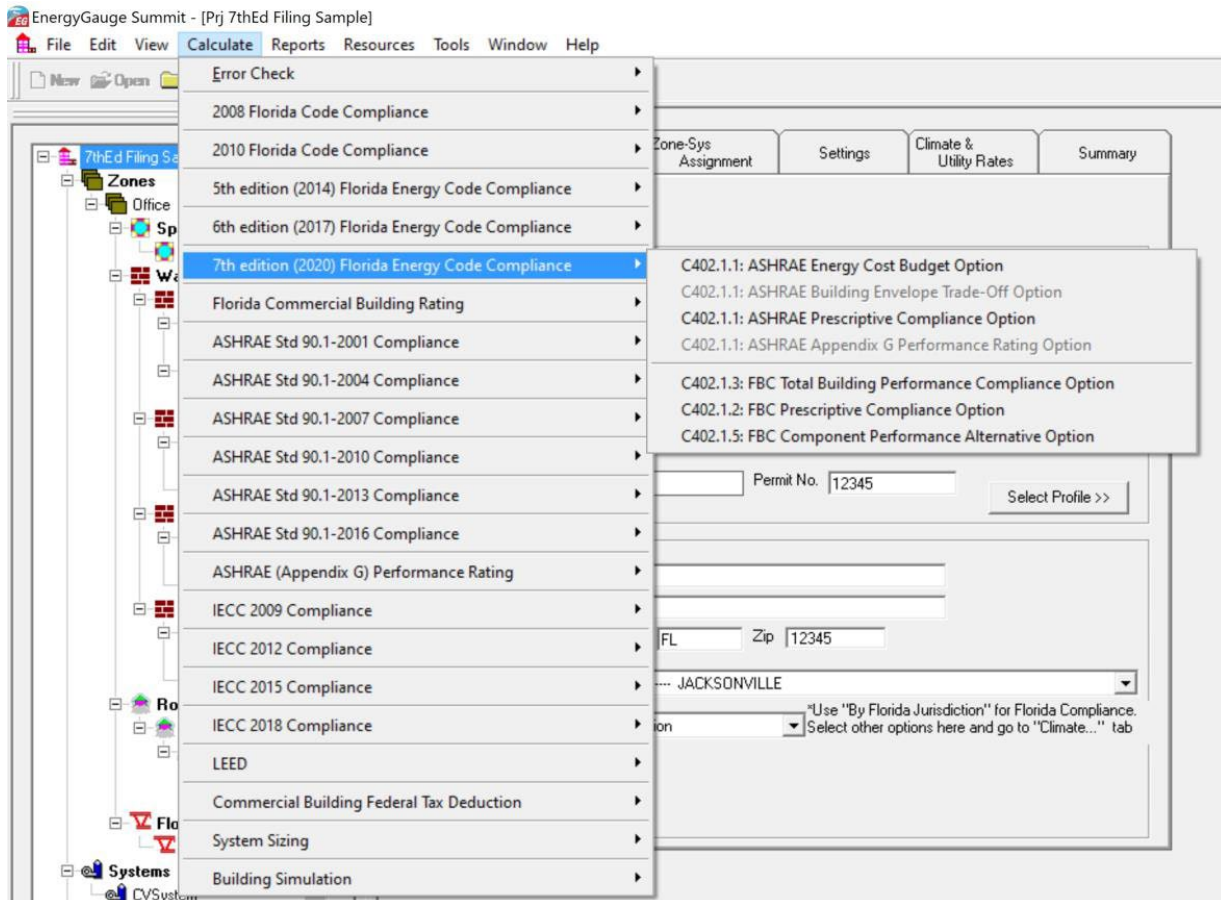 EnergyGauge Summit - [Prj 7thEd Filing Sample]
File Edit View Calculate Reports Resources Tools Window Help
New Open
Error Check
2008 Florida Code Compliance
2010 Florida Code Compliance
5th edition (2014) Florida Energy Code Compliance
6th edition (2017) Florida Energy Code Compliance
7th edition (2020) Florida Energy Code Compliance
Florida Commercial Building Rating
ASHRAE Std 90.1-2001 Compliance
ASHRAE Std 90.1-2004 Compliance
ASHRAE Std 90.1-2007 Compliance
ASHRAE Std 90.1-2010 Compliance
ASHRAE Std 90.1-2013 Compliance
ASHRAE Std 90.1-2016 Compliance
ASHRAE (Appendix G) Performance Rating
IECC 2009 Compliance
IECC 2012 Compliance
IECC 2015 Compliance
IECC 2018 Compliance
LEED
Commercial Building Federal Tax Deduction
System Sizing
Building Simulation
C402.1.1: ASHRAE Energy Cost Budget Option
C402.1.1: ASHRAE Building Envelope Trade-Off Option
C402.1.1: ASHRAE Prescriptive Compliance Option
C402.1.1: ASHRAE Appendix G Performance Rating Option
C402.1.3: FBC Total Building Performance Compliance Option
C402.1.2: FBC Prescriptive Compliance Option
C402.1.5: FBC Component Performance Alternative Option
7thEd Filing Sa
Zones
Office
Sp
Wa
Ro
Flo
Systems
CVSystem
Zone-Sys
Assignment
Settings
Climate &
Utility Rates
Summary
Permit No. 12345
Select Profile >>
FL Zip 12345
---- JACKSONVILLE
ion
*Use "By Florida Jurisdiction" for Florida Compliance.
Select other options here and go to "Climate..." tab